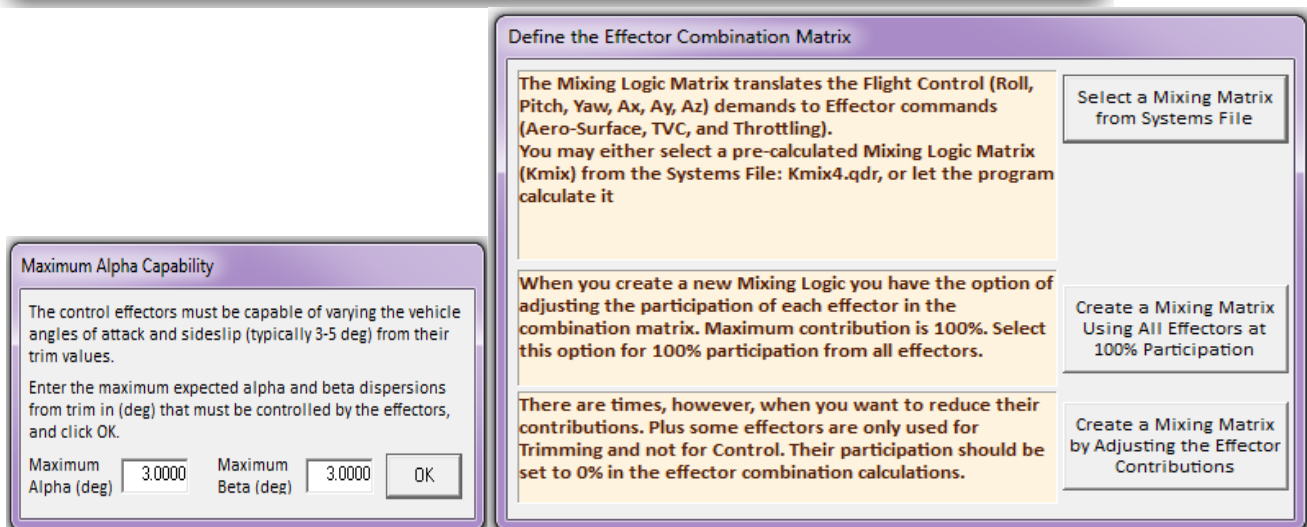 Define the Effector Combination Matrix
The Mixing Logic Matrix translates the Flight Control (Roll,
Pitch, Yaw, Ax, Ay, Az) demands to Effector commands
(Aero-Surface, TVC, and Throttling).
You may either select a pre-calculated Mixing Logic Matrix
(Kmix) from the Systems File: Kmix4.qdr, or let the program
calculate it
Select a Mixing Matrix
from Systems File
When you create a new Mixing Logic you have the option of
adjusting the participation of each effector in the
combination matrix. Maximum contribution is 100%. Select
this option for 100% participation from all effectors.
Create a Mixing Matrix
Using All Effectors at
100% Participation
There are times, however, when you want to reduce their
contributions. Plus some effectors are only used for
Trimming and not for Control. Their participation should be
set to 0% in the effector combination calculations.
Create a Mixing Matrix
by Adjusting the Effector
Contributions
Maximum Alpha Capability
The control effectors must be capable of varying the vehicle
angles of attack and sideslip (typically 3-5 deg) from their
trim values.
Enter the maximum expected alpha and beta dispersions
from trim in (deg) that must be controlled by the effectors,
and click OK.
Maximum
Alpha (deg)
3.0000
Maximum
Beta (deg)
3.0000
OK